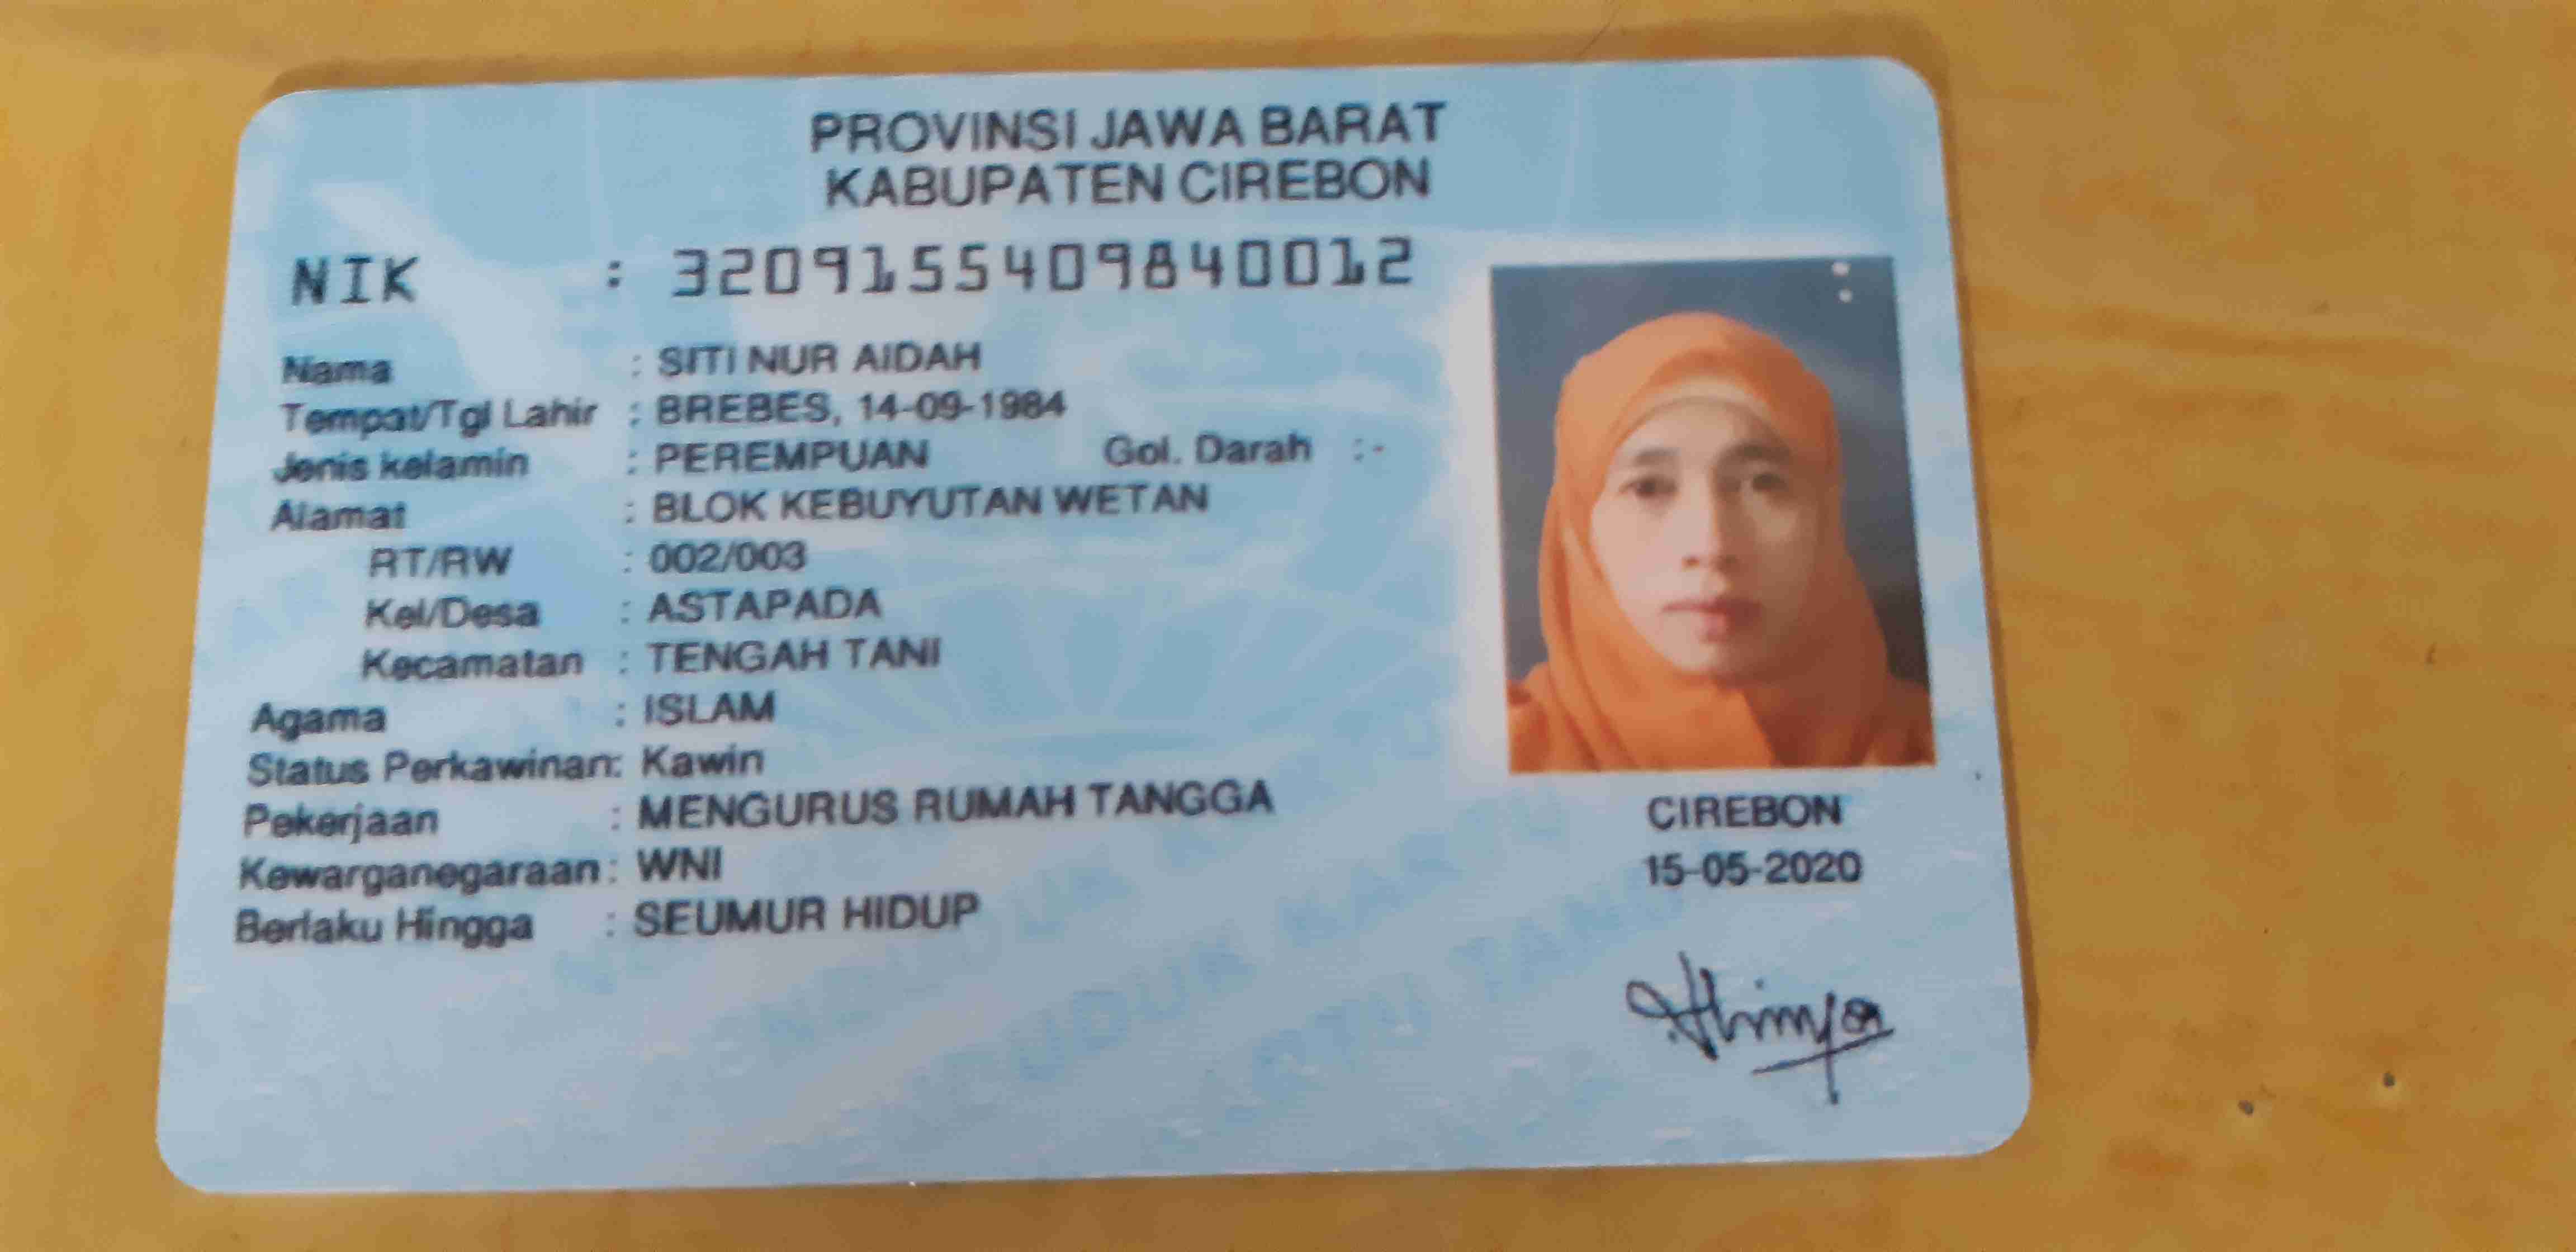 PROVINSI JAWA BARAT
KABUPATEN CIREBON
NIK : 3209155409840012
Nama : SITI NUR AIDAH
Tempat/Tgl Lahir : BREBES, 14-09-1984
Jenis kelamin : PEREMPUAN Gol. Darah : -
Alamat : BLOK KEBUYUTAN WETAN
RT/RW : 002/003
Kel/Desa : ASTAPADA
Kecamatan : TENGAH TANI
Agama : ISLAM
Status Perkawinan: Kawin
Pekerjaan : MENGURUS RUMAH TANGGA
Kewarganegaraan : WNI
Berlaku Hingga : SEUMUR HIDUP
CIREBON
15-05-2020